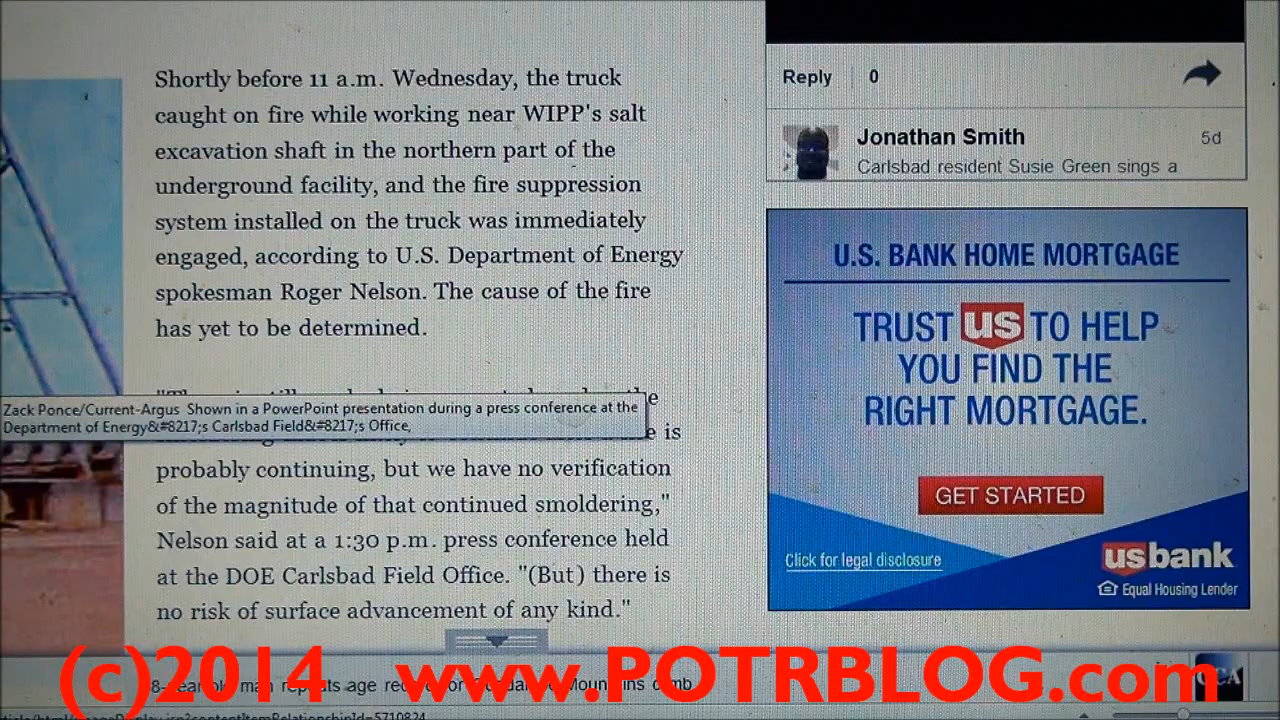 Shortly before 11 a.m. Wednesday, the truck
caught on fire while working near WIPP's salt
excavation shaft in the northern part of the
underground facility, and the fire suppression
system installed on the truck was immediately
engaged, according to U.S. Department of Energy
spokesman Roger Nelson. The cause of the fire
has yet to be determined.
Zack Ponce/Current-Argus Shown in a PowerPoint presentation during a press conference at the
Department of Energy&#8217;s Carlsbad Field&#8217;s Office,
e is
probably continuing, but we have no verification
of the magnitude of that continued smoldering,"
Nelson said at a 1:30 p.m. press conference held
at the DOE Carlsbad Field Office. "(But) there is
no risk of surface advancement of any kind."
Reply 0
Jonathan Smith 5d
Carlsbad resident Susie Green sings a
U.S. BANK HOME MORTGAGE
TRUST us TO HELP
YOU FIND THE
RIGHT MORTGAGE.
GET STARTED
Click for legal disclosure
usbank
Equal Housing Lender
man repeats age
(c)2014 www.POTRBLOG.com